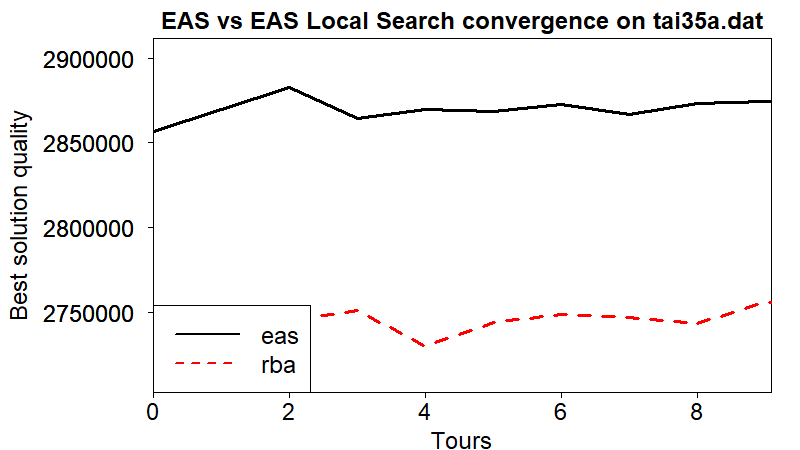 EAS vs EAS Local Search convergence on tai35a.dat
Best solution quality
2900000
2850000
2800000
2750000
eas
rba
0 2 4 6 8
Tours